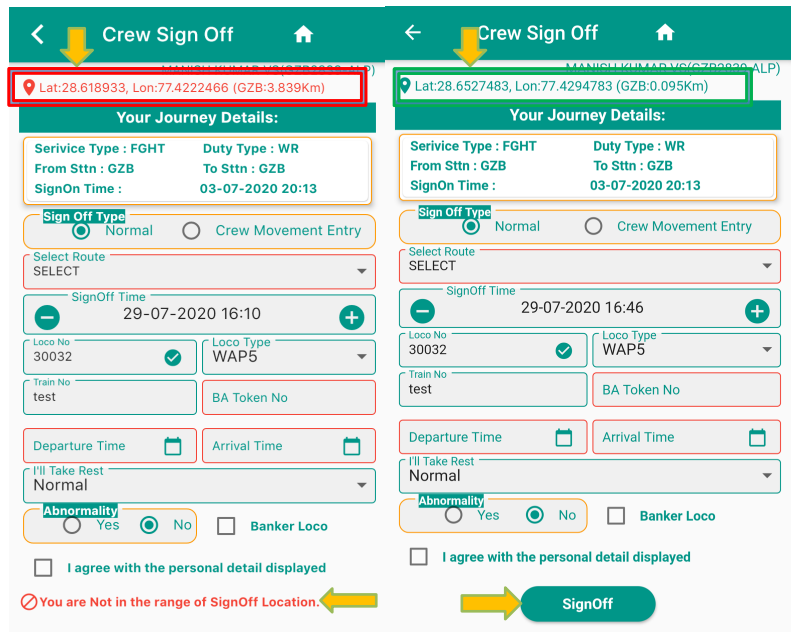 Crew Sign Off
Lat:28.618933, Lon:77.4222466 (GZB:3.839Km)
Your Journey Details:
Serivice Type : FGHT Duty Type : WR
From Sttn : GZB To Sttn : GZB
SignOn Time : 03-07-2020 20:13
Sign Off Type
Normal Crew Movement Entry
Select Route
SELECT
SignOff Time
29-07-2020 16:10
Loco No Loco Type
30032 WAP5
Train No
test BA Token No
Departure Time Arrival Time
I'll Take Rest
Normal
Abnormality
Yes No Banker Loco
I agree with the personal detail displayed
You are Not in the range of SignOff Location.
Crew Sign Off
MANISH KUMAR VS(GZB2839-ALP)
Lat:28.6527483, Lon:77.4294783 (GZB:0.095Km)
Your Journey Details:
Serivice Type : FGHT Duty Type : WR
From Sttn : GZB To Sttn : GZB
SignOn Time : 03-07-2020 20:13
Sign Off Type
Normal Crew Movement Entry
Select Route
SELECT
SignOff Time
29-07-2020 16:46
Loco No Loco Type
30032 WAP5
Train No
test BA Token No
Departure Time Arrival Time
I'll Take Rest
Normal
Abnormality
Yes No Banker Loco
I agree with the personal detail displayed
SignOff